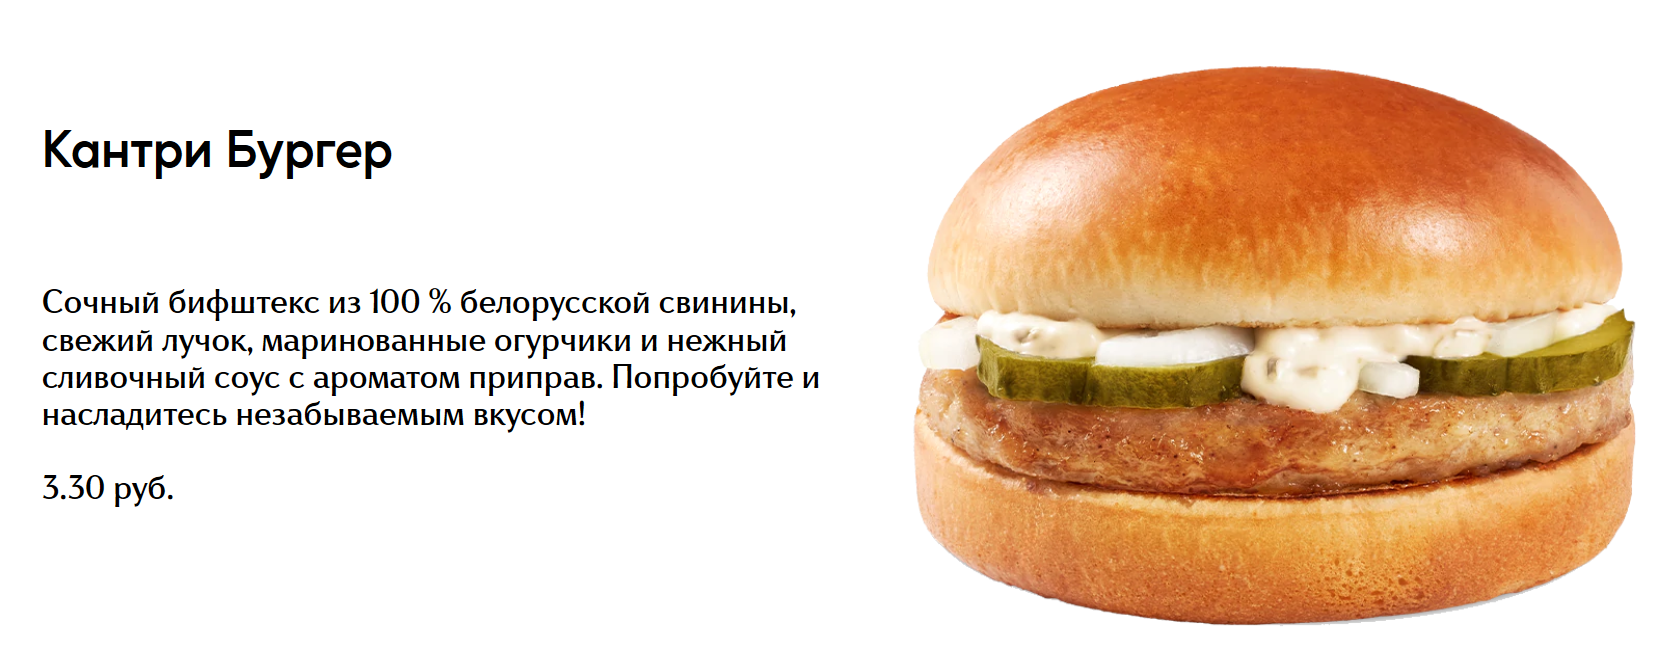 Кантри Бургер
Сочный бифштекс из 100 % белорусской свинины,
свежий лучок, маринованные огурчики и нежный
сливочный соус с ароматом приправ. Попробуйте и
насладитесь незабываемым вкусом!
3.30 руб.